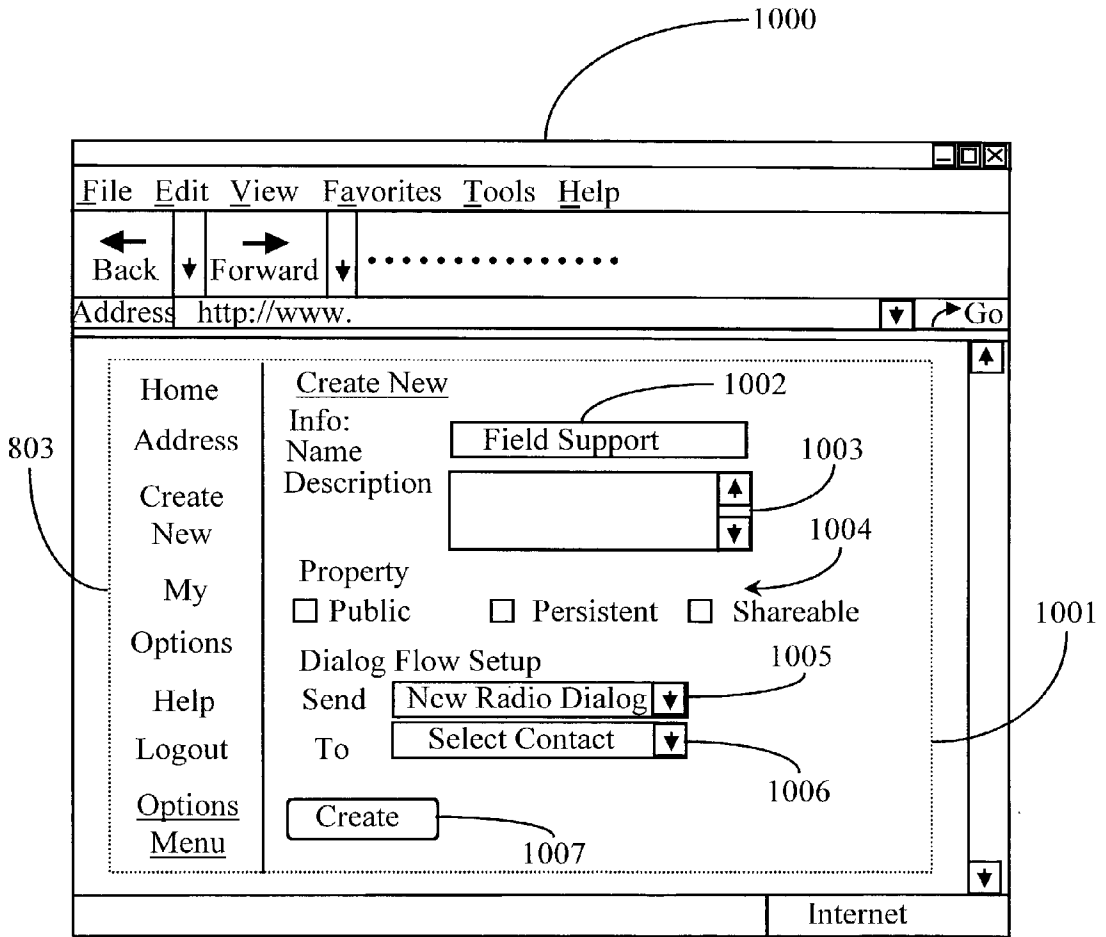 1000
File Edit View Favorites Tools Help
Back Forward
Address http://www. Go
803
Home
Address
Create
New
My
Options
Help
Logout
Options
Menu
Create New
1002
Info:
Name Field Support
1003
Description
1004
Property
Public Persistent Shareable
1001
Dialog Flow Setup
1005
Send New Radio Dialog
To Select Contact
1006
Create
1007
Internet